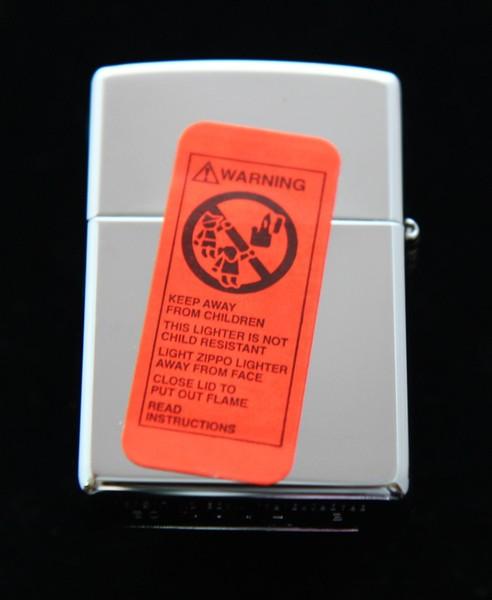 WARNING
KEEP AWAY
FROM CHILDREN
THIS LIGHTER IS NOT
CHILD RESISTANT
LIGHT ZIPPO LIGHTER
AWAY FROM FACE
CLOSE LID TO
PUT OUT FLAME
READ
INSTRUCTIONS